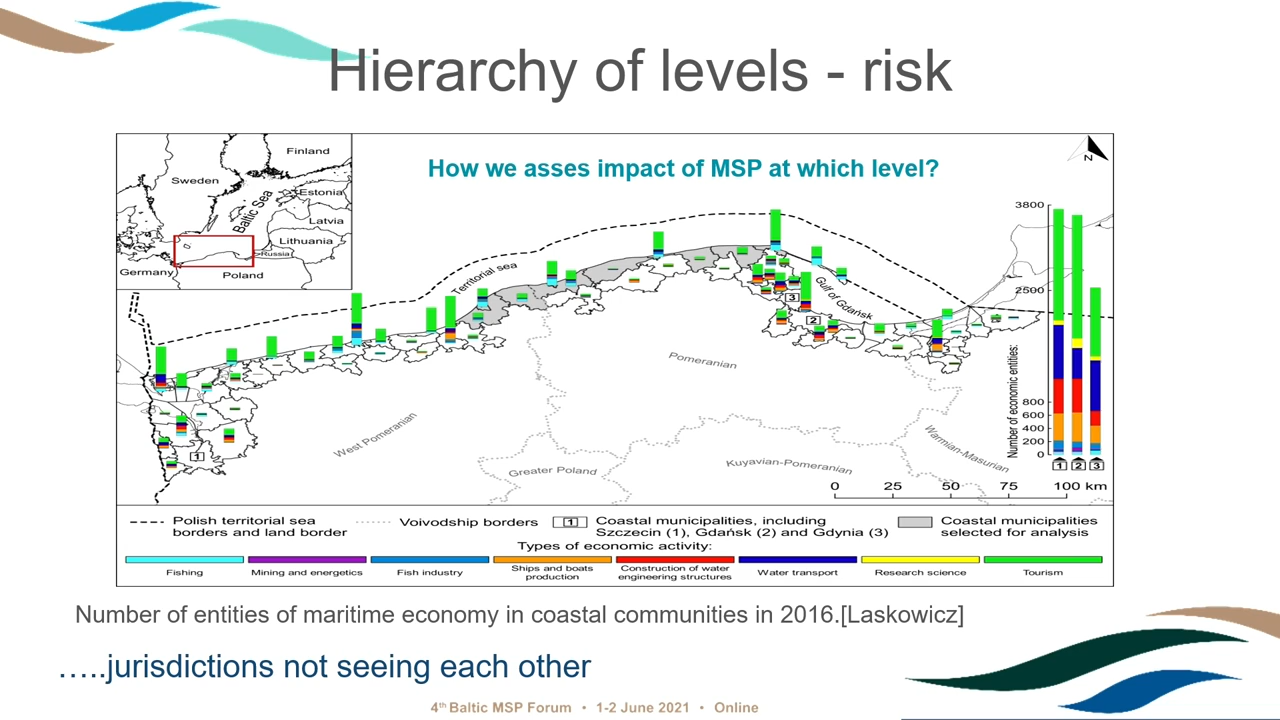 Hierarchy of levels - risk
How we asses impact of MSP at which level?
Finland
Sweden
Estonia
Baltic Sea
Latvia
Lithuania
Russia
Germany
Poland
N
Territorial sea
Gulf of Gdańsk
3
2
1
Pomeranian
West Pomeranian
Greater Poland
Kuyavian-Pomeranian
Warmian-Masurian
Number of economic entities:
3800
2500
800
600
400
200
0
1 2 3
0 25 50 75 100 km
Polish territorial sea
borders and land border
Voivodship borders
1
Coastal municipalities, including
Szczecin (1), Gdańsk (2) and Gdynia (3)
Coastal municipalities
selected for analysis
Types of economic activity:
Fishing
Mining and energetics
Fish industry
Ships and boats
production
Construction of water
engineering structures
Water transport
Research science
Tourism
Number of entities of maritime economy in coastal communities in 2016.[Laskowicz]
…..jurisdictions not seeing each other
4th Baltic MSP Forum • 1-2 June 2021 • Online